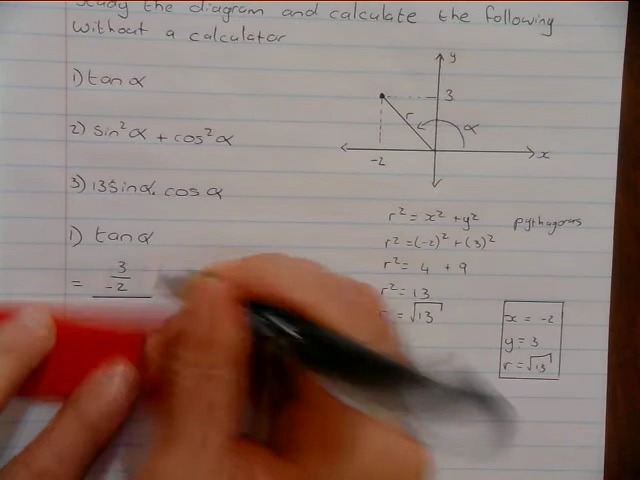 Study the diagram and calculate the following
without a calculator
1) tan α
2) sin²α + cos²α
3) 13sinα. cos α
y
3
r
α
-2
x
1) tan α
= 3/-2
r² = x² + y² pythagoras
r² = (-2)² + (3)²
r² = 4 + 9
r² = 13
r = √13
x = -2
y = 3
r = √13